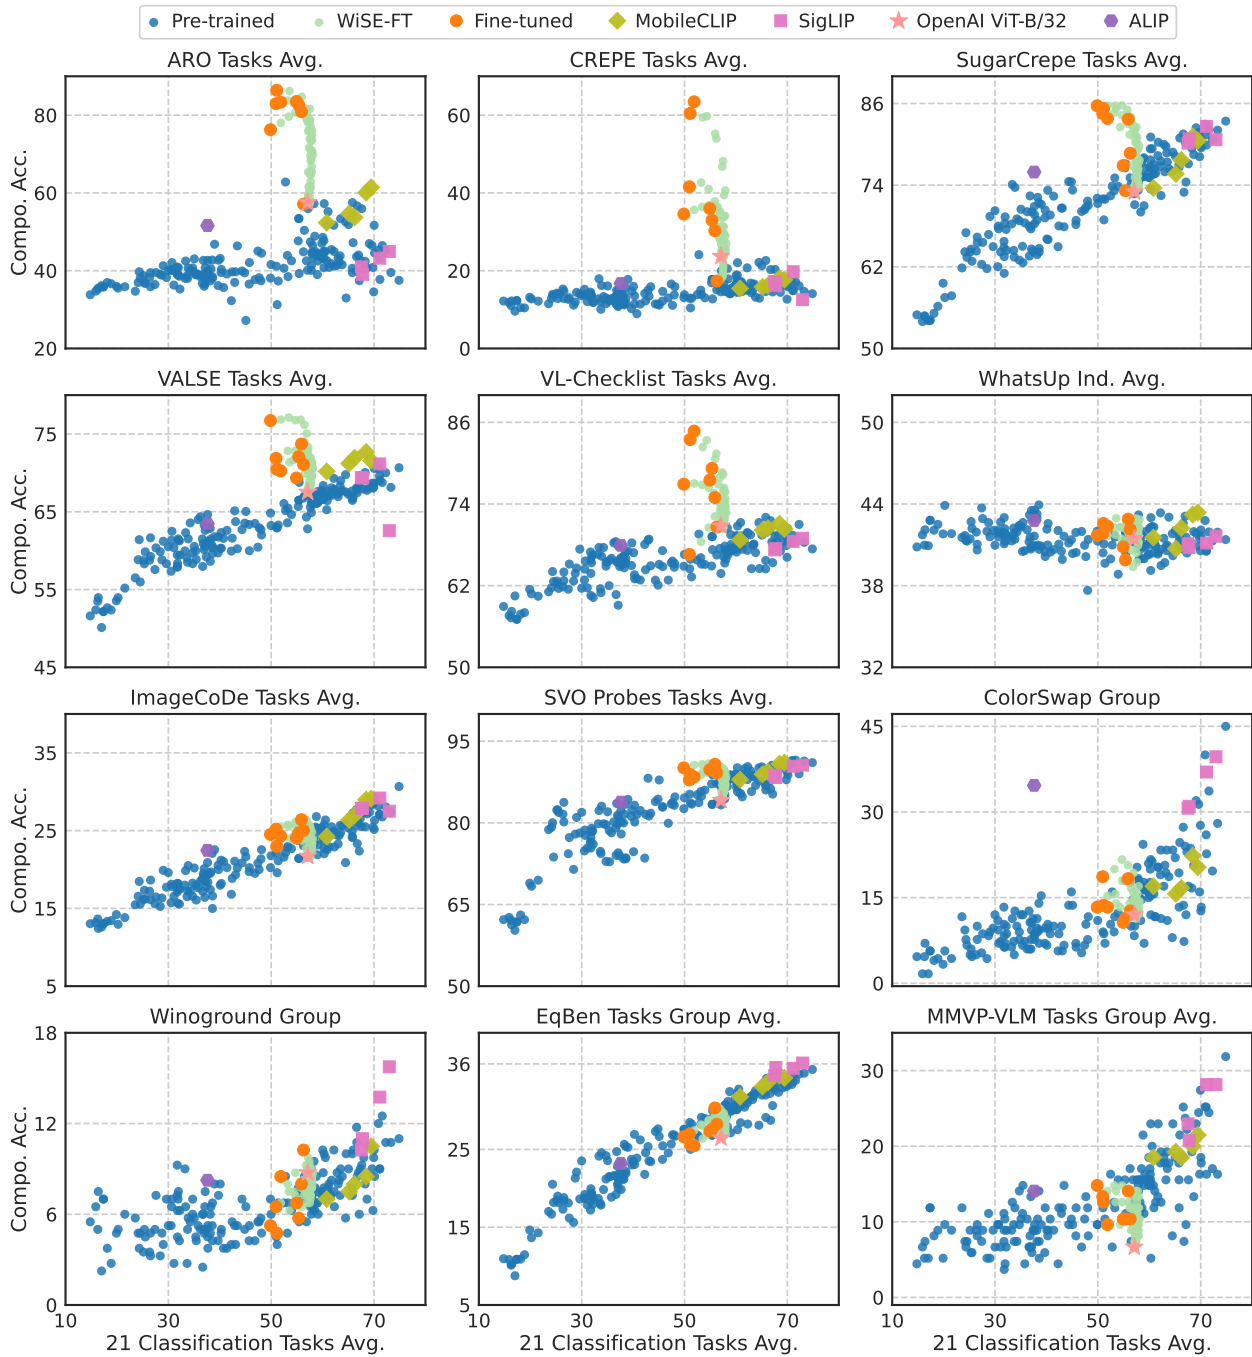 Pre-trained WiSE-FT Fine-tuned MobileCLIP SigLIP OpenAI ViT-B/32 ALIP
ARO Tasks Avg. CREPE Tasks Avg. SugarCrepe Tasks Avg.
Compo. Acc.
80 60 86
60 40 74
40 20 62
20 0 50
VALSE Tasks Avg. VL-Checklist Tasks Avg. WhatsUp Ind. Avg.
Compo. Acc.
75 86 52
65 74 44
55 62 38
45 50 32
10 30 50 70
ImageCoDe Tasks Avg. SVO Probes Tasks Avg. ColorSwap Group
Compo. Acc.
35 95 45
25 80 30
15 65 15
5 50 0
Winoground Group EqBen Tasks Group Avg. MMVP-VLM Tasks Group Avg.
Compo. Acc.
18 36 30
12 25 20
6 15 10
0 5 0
10 30 50 70 10 30 50 70 10 30 50 70
21 Classification Tasks Avg. 21 Classification Tasks Avg. 21 Classification Tasks Avg.